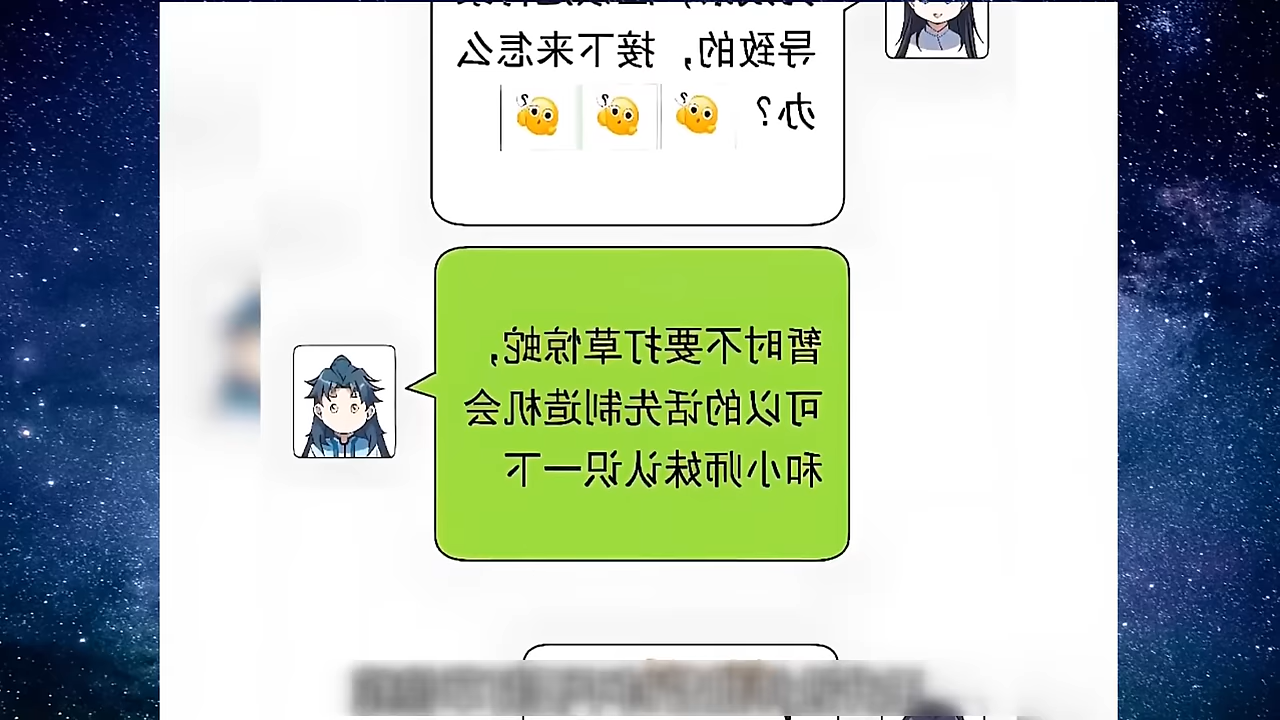 导致的，接下来怎么
办？
暂时不要打草惊蛇，
可以的话先制造机会
和小师妹认识一下